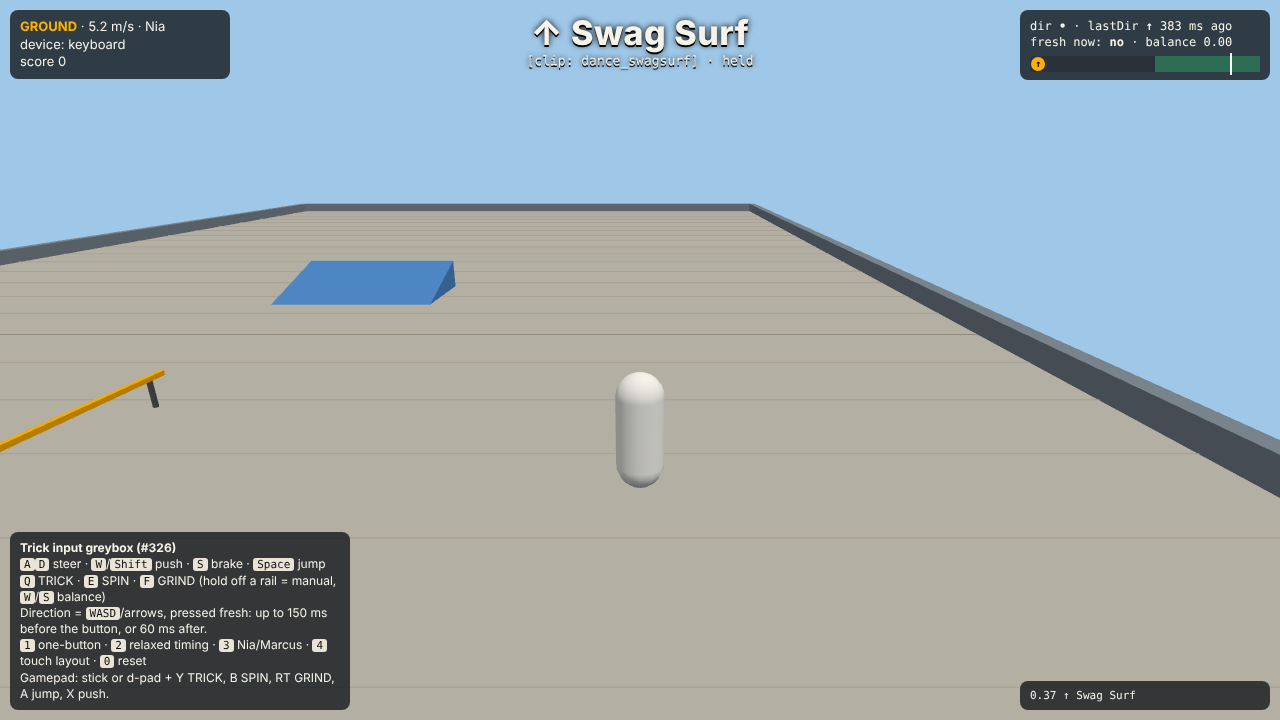 GROUND · 5.2 m/s · Nia
device: keyboard
score 0
↑ Swag Surf
[clip: dance_swagsurf] · held
dir • · lastDir ↑ 383 ms ago
fresh now: no · balance 0.00
↑
Trick input greybox (#326)
A D steer · W/Shift push · S brake · Space jump
Q TRICK · E SPIN · F GRIND (hold off a rail = manual,
W/S balance)
Direction = WASD/arrows, pressed fresh: up to 150 ms
before the button, or 60 ms after.
1 one-button · 2 relaxed timing · 3 Nia/Marcus · 4
touch layout · 0 reset
Gamepad: stick or d-pad + Y TRICK, B SPIN, RT GRIND,
A jump, X push.
0.37 ↑ Swag Surf